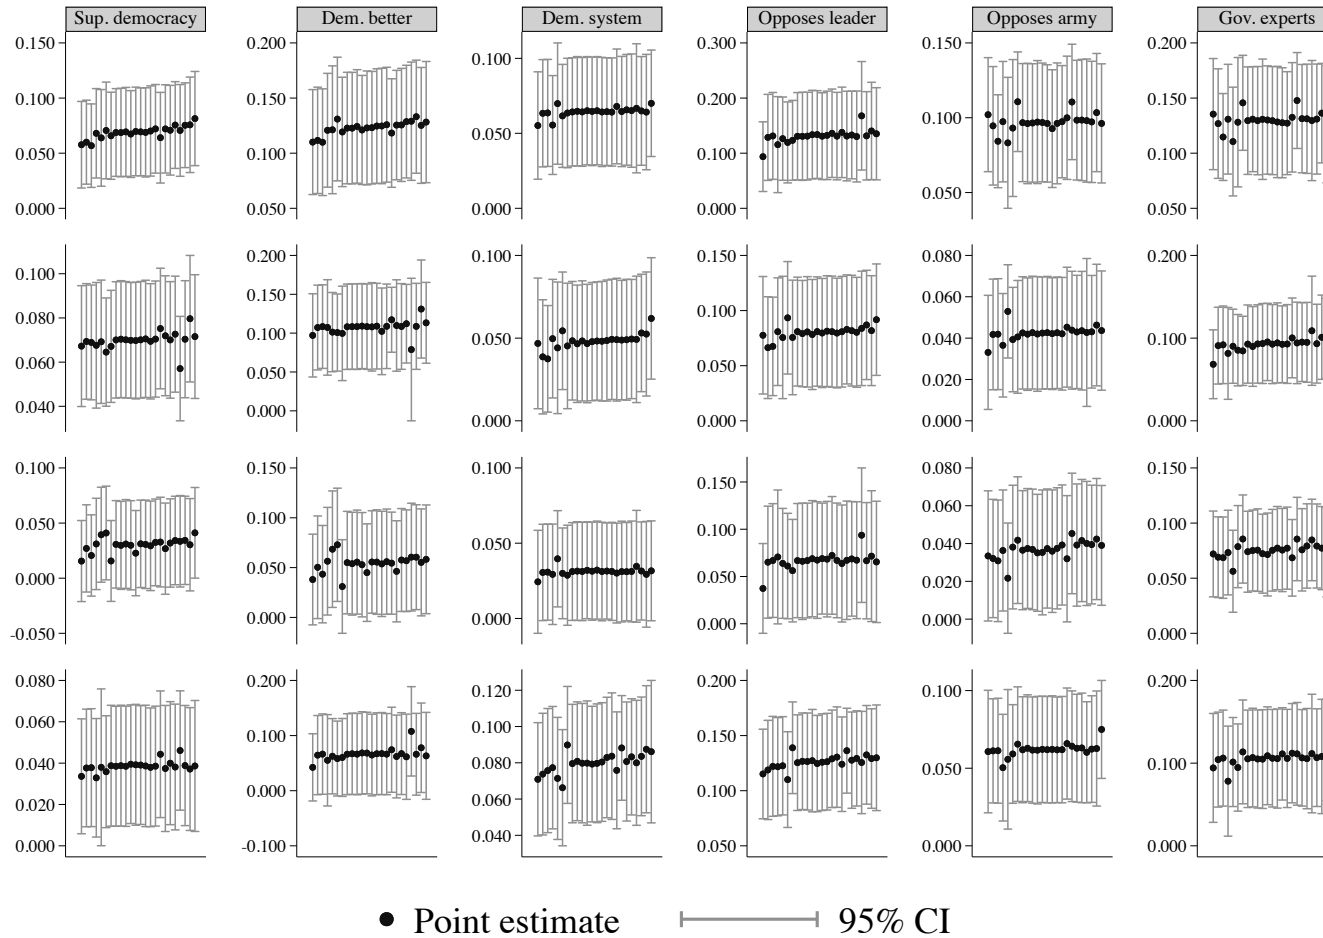 Sup. democracy Dem. better Dem. system Opposes leader Opposes army Gov. experts
0.150 0.200 0.100 0.300 0.150 0.200
0.100 0.150 0.050 0.200 0.100 0.150
0.050 0.100 0.000 0.100 0.050 0.100
0.000 0.050 0.000 0.050
0.100 0.200 0.100 0.150 0.080 0.200
0.080 0.150 0.050 0.100 0.060 0.100
0.060 0.100 0.000 0.050 0.040 0.000
0.040 0.050 0.000 0.020
0.000 0.000
0.100 0.150 0.100 0.150 0.080 0.100
0.050 0.100 0.050 0.100 0.060 0.050
0.000 0.050 0.000 0.050 0.040 0.000
-0.050 0.000 0.000 0.020
0.000
0.080 0.200 0.120 0.200 0.100 0.200
0.060 0.100 0.100 0.150 0.050 0.100
0.040 0.000 0.080 0.100 0.000 0.000
0.020 -0.100 0.060 0.050
0.000 0.040
Point estimate 95% CI